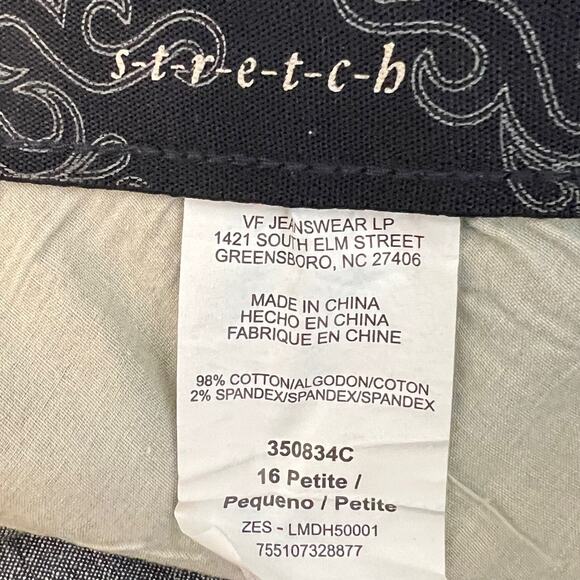 s-t-r-e-t-c-h
VF JEANSWEAR LP
1421 SOUTH ELM STREET
GREENSBORO, NC 27406
MADE IN CHINA
HECHO EN CHINA
FABRIQUE EN CHINE
98% COTTON/ALGODON/COTON
2% SPANDEX/SPANDEX/SPANDEX
350834C
16 Petite /
Pequeno / Petite
ZES - LMDH50001
755107328877